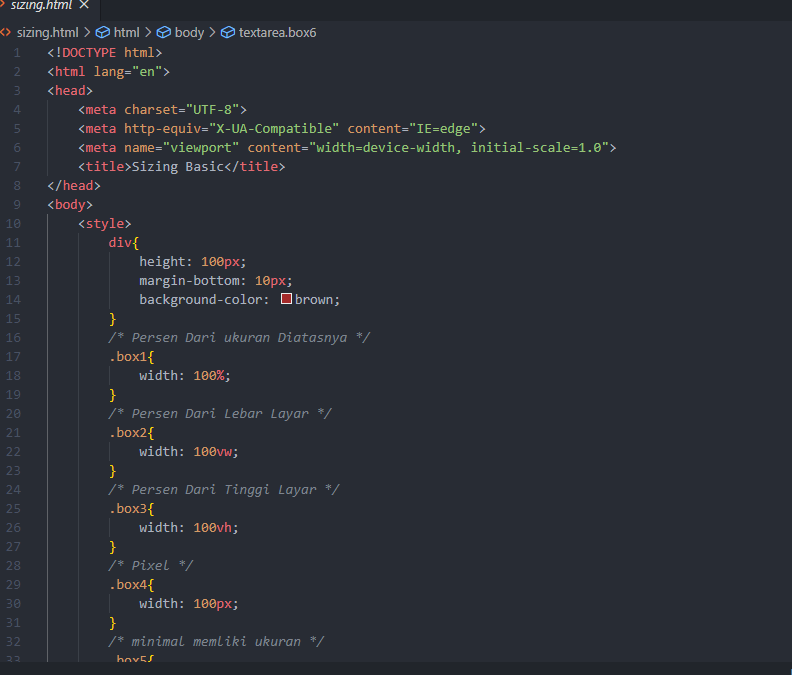 sizing.html ×
<> sizing.html > html > body > textarea.box6
1 <!DOCTYPE html>
2 <html lang="en">
3 <head>
4 <meta charset="UTF-8">
5 <meta http-equiv="X-UA-Compatible" content="IE=edge">
6 <meta name="viewport" content="width=device-width, initial-scale=1.0">
7 <title>Sizing Basic</title>
8 </head>
9 <body>
10 <style>
11 div{
12 height: 100px;
13 margin-bottom: 10px;
14 background-color: brown;
15 }
16 /* Persen Dari ukuran Diatasnya */
17 .box1{
18 width: 100%;
19 }
20 /* Persen Dari Lebar Layar */
21 .box2{
22 width: 100vw;
23 }
24 /* Persen Dari Tinggi Layar */
25 .box3{
26 width: 100vh;
27 }
28 /* Pixel */
29 .box4{
30 width: 100px;
31 }
32 /* minimal memliki ukuran */
33 .box5{